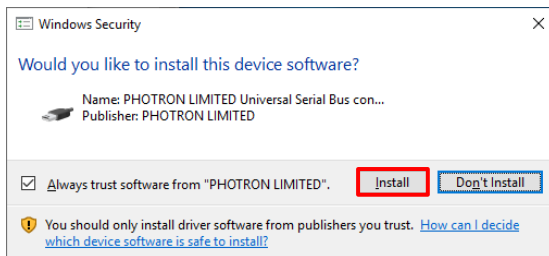 Windows Security
Would you like to install this device software?
Name: PHOTRON LIMITED Universal Serial Bus con...
Publisher: PHOTRON LIMITED
Always trust software from "PHOTRON LIMITED". Install Don't Install
You should only install driver software from publishers you trust. How can I decide
which device software is safe to install?